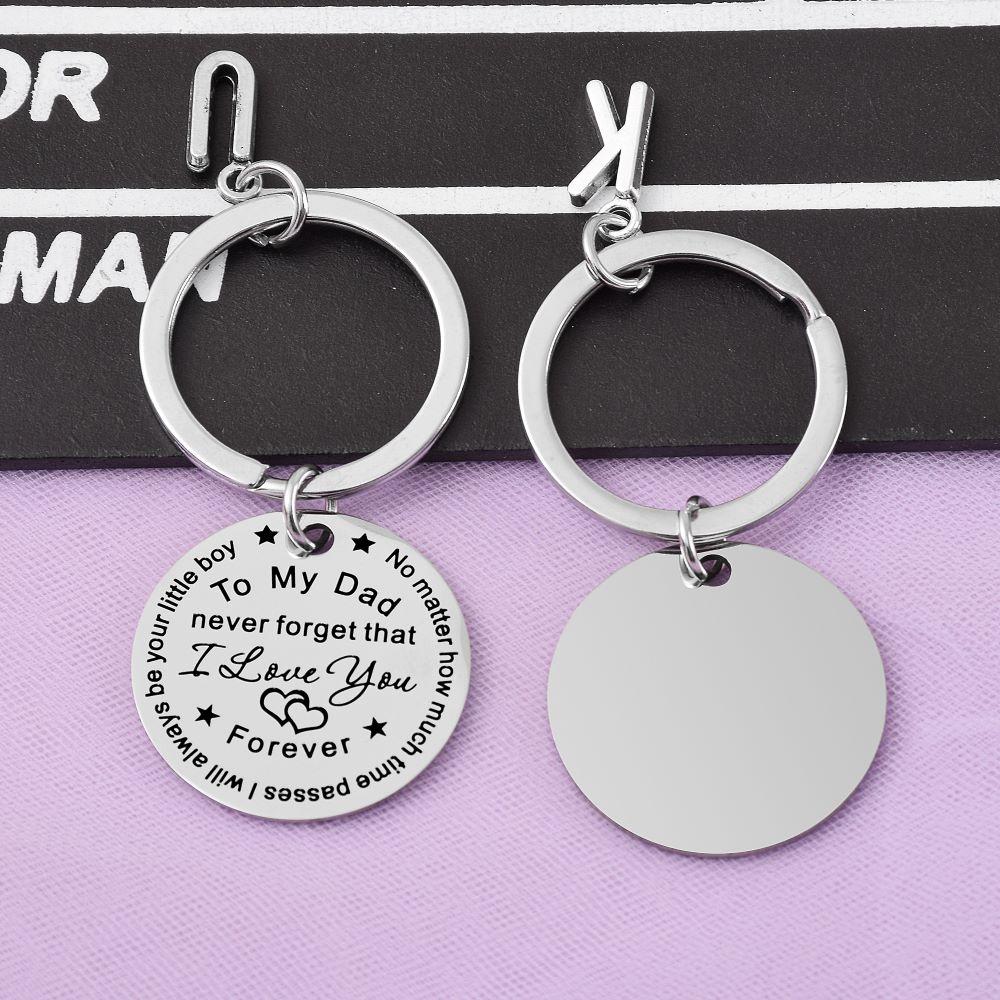 OR
MAN
U
K
To My Dad
never forget that
I Love You
Forever
No matter how much time passes I will always be your little boy